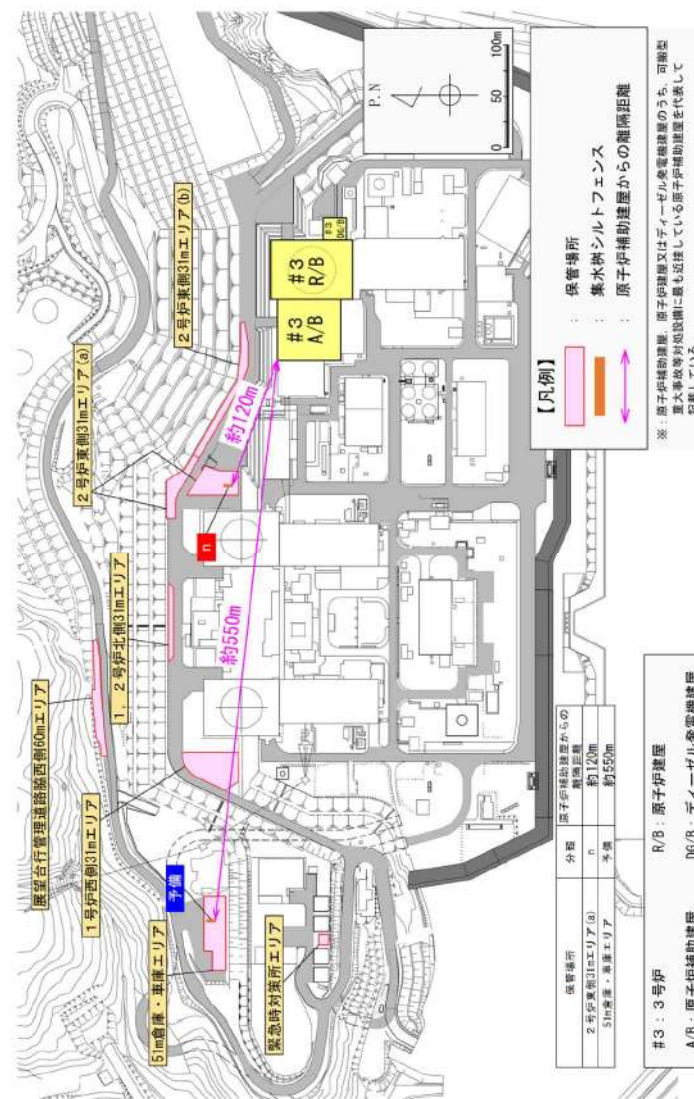 展望台行管理道路脇西側60mエリア
1号炉西側31mエリア
51m倉庫・車庫エリア
予備
緊急時対策所エリア
1，2号炉北側31mエリア
2号炉東側31mエリア(a)
2号炉東側31mエリア(b)
n
約120m
約550m
#3
A/B
#3
R/B
#3
DG/B
P.N
0 50 100m
【凡例】
： 保管場所
： 集水桝シルトフェンス
： 原子炉補助建屋からの離隔距離
※：原子炉補助建屋，原子炉建屋又はディーゼル発電機建屋のうち，可搬型
重大事故等対処設備に最も近接している原子炉補助建屋を代表して
記載している
保管場所 分類 原子炉補助建屋からの
離隔距離
2号炉東側31mエリア(a) n 約120m
51m倉庫・車庫エリア 予備 約550m
#3：3号炉 R/B：原子炉建屋
A/B：原子炉補助建屋 DG/B：ディーゼル発電機建屋